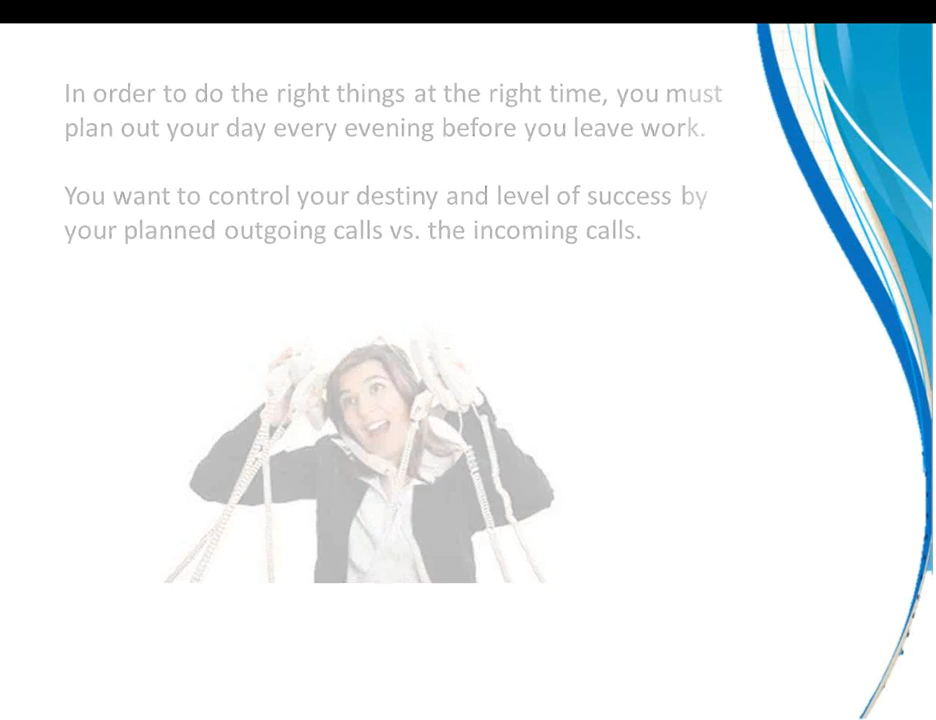 In order to do the right things at the right time, you must
plan out your day every evening before you leave work.
You want to control your destiny and level of success by
your planned outgoing calls vs. the incoming calls.